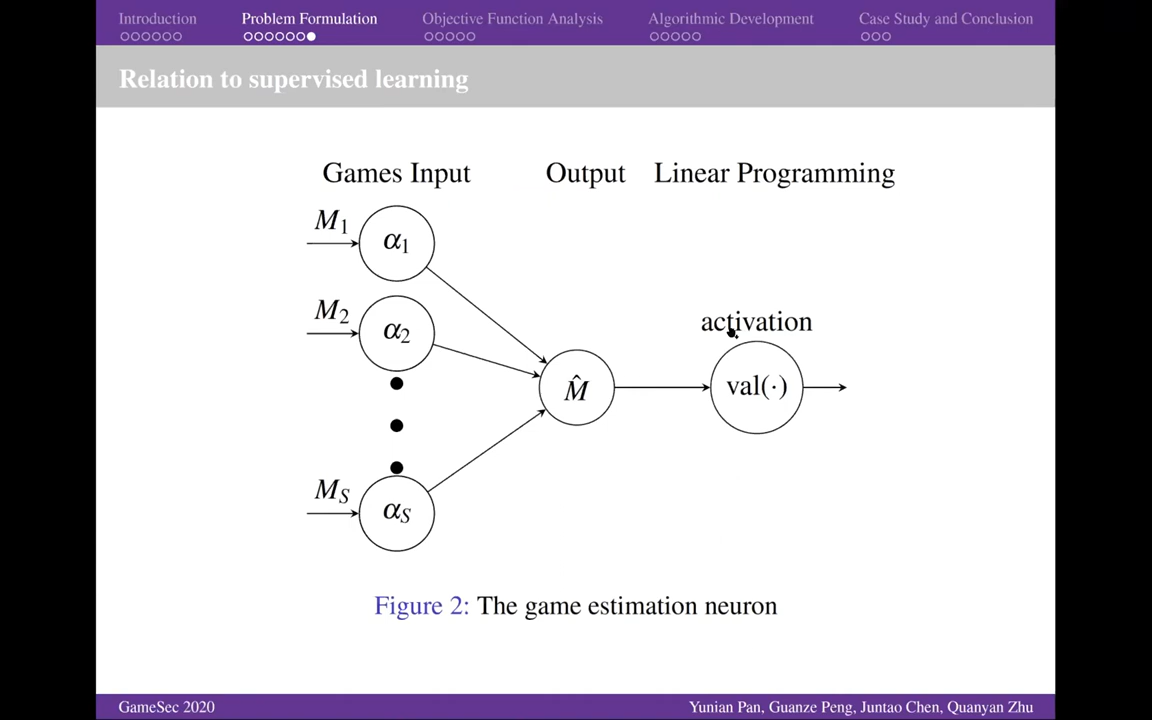 Introduction Problem Formulation Objective Function Analysis Algorithmic Development Case Study and Conclusion
Relation to supervised learning
Games Input Output Linear Programming
M₁ α₁
M₂ α₂
activation
M̂ val(·)
M_S α_S
Figure 2: The game estimation neuron
GameSec 2020 Yunian Pan, Guanze Peng, Juntao Chen, Quanyan Zhu